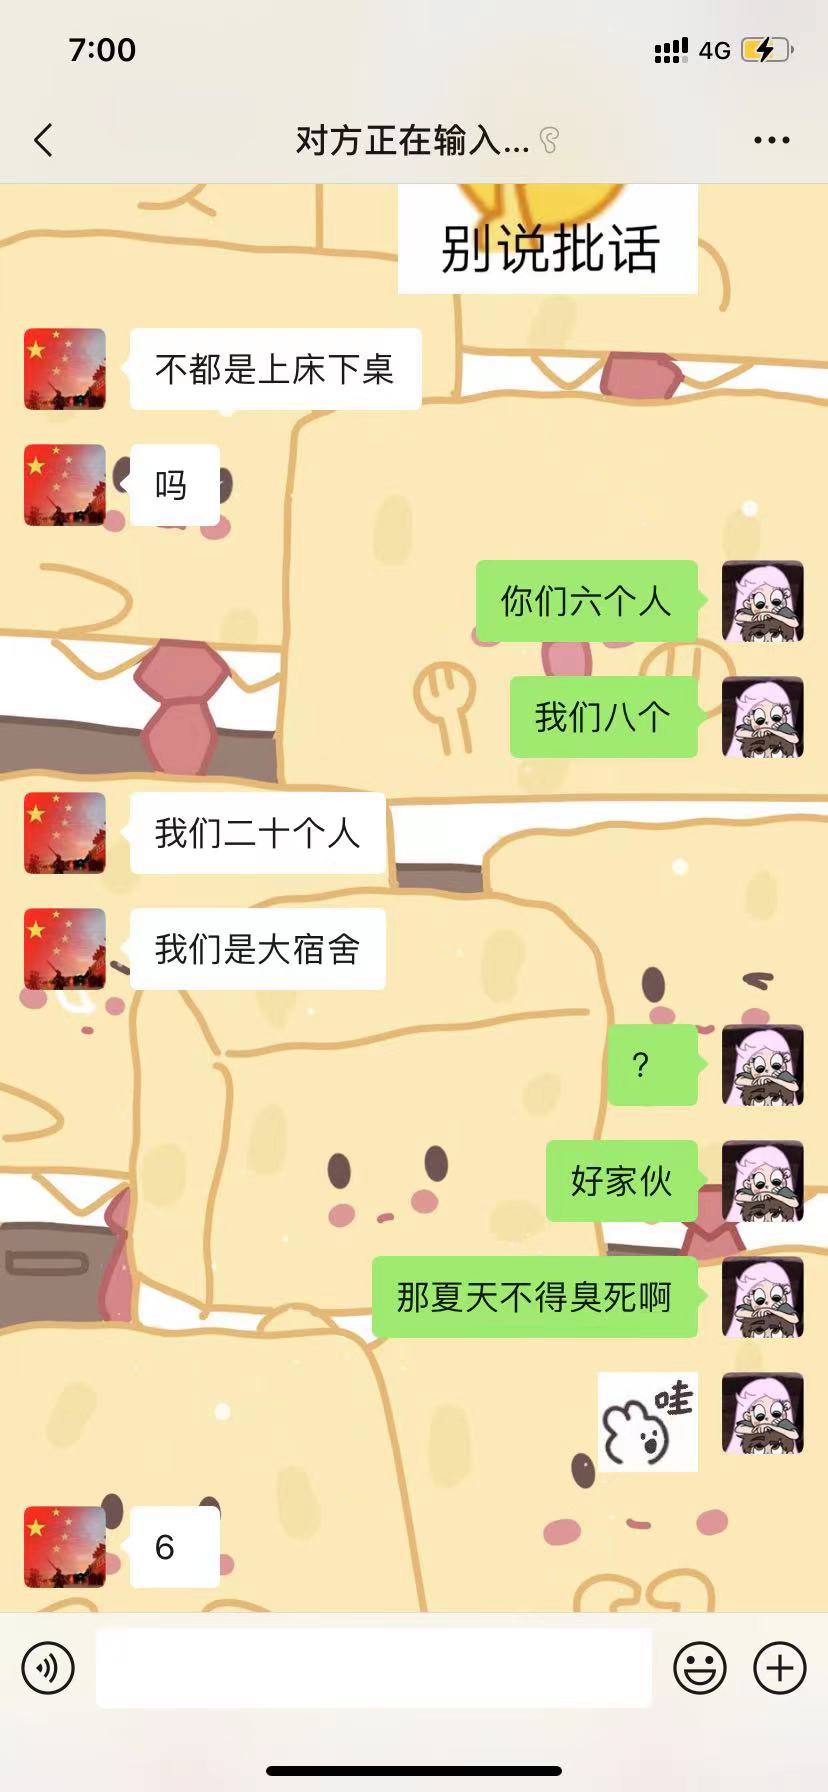 7:00
4G
对方正在输入...
别说批话
不都是上床下桌
吗
你们六个人
我们八个
我们二十个人
我们是大宿舍
?
好家伙
那夏天不得臭死啊
哇
6